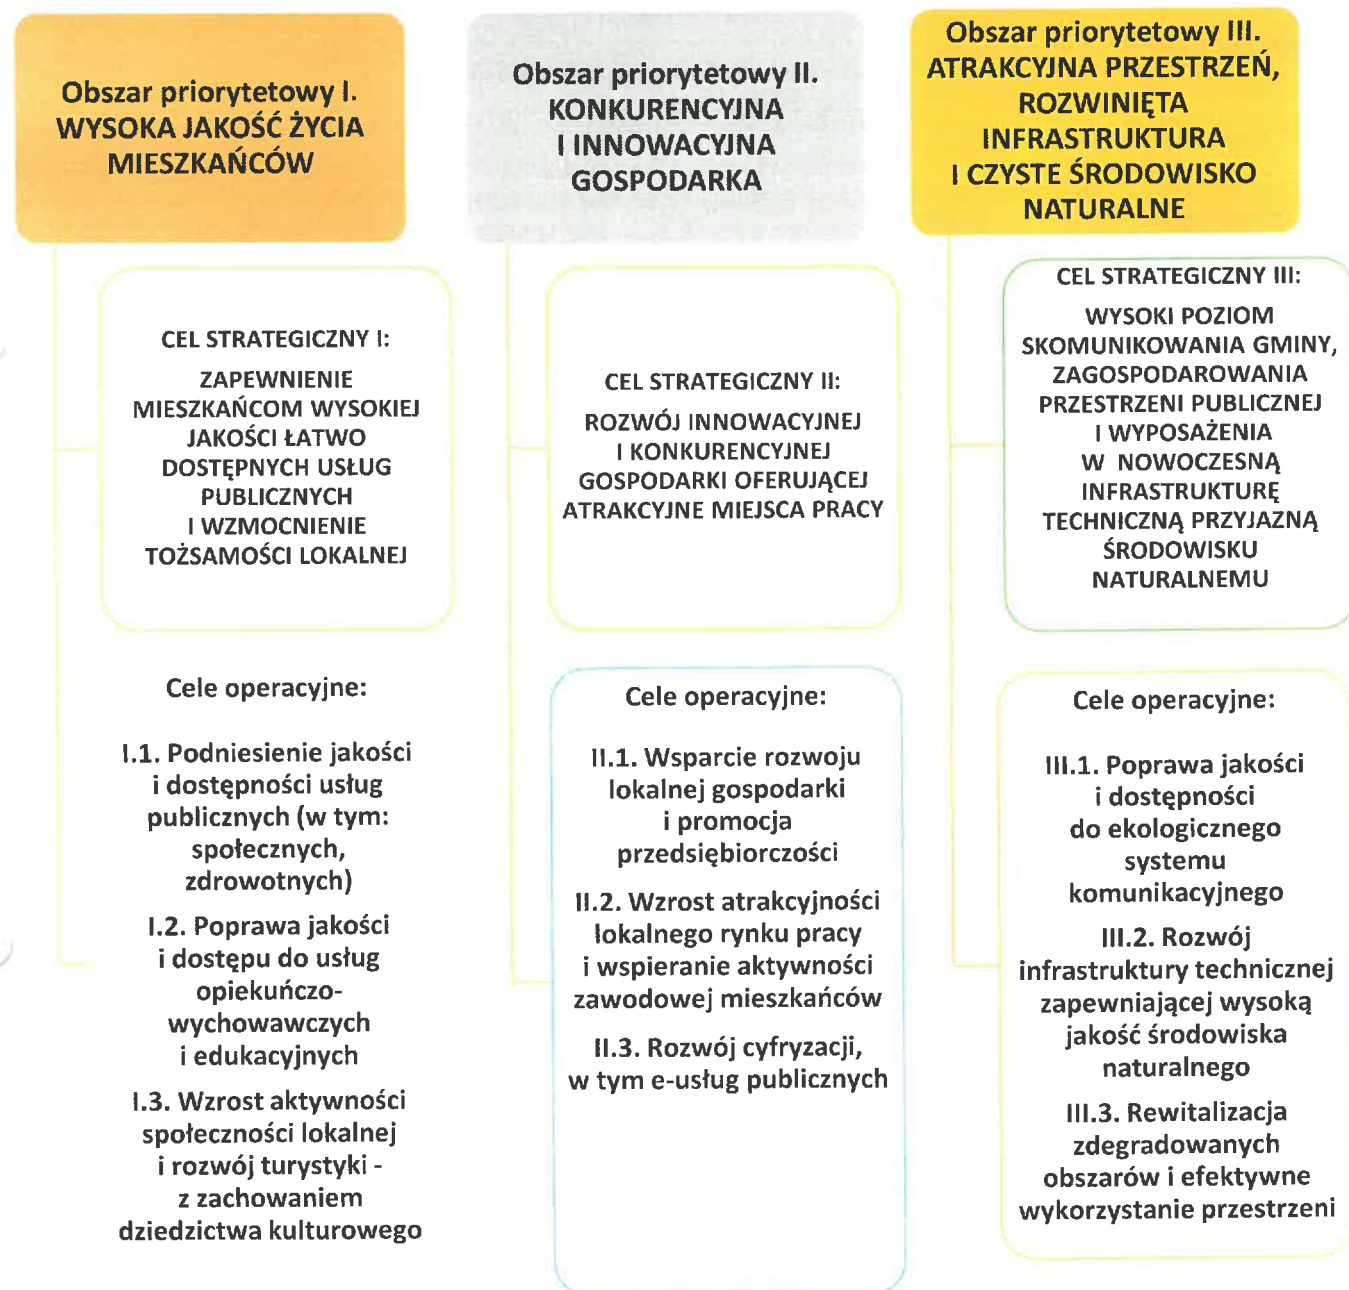 Obszar priorytetowy I.
WYSOKA JAKOŚĆ ŻYCIA
MIESZKAŃCÓW
CEL STRATEGICZNY I:
ZAPEWNIENIE
MIESZKAŃCOM WYSOKIEJ
JAKOŚCI ŁATWO
DOSTĘPNYCH USŁUG
PUBLICZNYCH
I WZMOCNIENIE
TOŻSAMOŚCI LOKALNEJ
Cele operacyjne:
I.1. Podniesienie jakości
i dostępności usług
publicznych (w tym:
społecznych,
zdrowotnych)
I.2. Poprawa jakości
i dostępu do usług
opiekuńczo-
wychowawczych
i edukacyjnych
I.3. Wzrost aktywności
społeczności lokalnej
i rozwój turystyki -
z zachowaniem
dziedzictwa kulturowego
Obszar priorytetowy II.
KONKURENCYJNA
I INNOWACYJNA
GOSPODARKA
CEL STRATEGICZNY II:
ROZWÓJ INNOWACYJNEJ
I KONKURENCYJNEJ
GOSPODARKI OFERUJĄCEJ
ATRAKCYJNE MIEJSCA PRACY
Cele operacyjne:
II.1. Wsparcie rozwoju
lokalnej gospodarki
i promocja
przedsiębiorczości
II.2. Wzrost atrakcyjności
lokalnego rynku pracy
i wspieranie aktywności
zawodowej mieszkańców
II.3. Rozwój cyfryzacji,
w tym e-usług publicznych
Obszar priorytetowy III.
ATRAKCYJNA PRZESTRZEŃ,
ROZWINIĘTA
INFRASTRUKTURA
I CZYSTE ŚRODOWISKO
NATURALNE
CEL STRATEGICZNY III:
WYSOKI POZIOM
SKOMUNIKOWANIA GMINY,
ZAGOSPODAROWANIA
PRZESTRZENI PUBLICZNEJ
I WYPOSAŻENIA
W NOWOCZESNĄ
INFRASTRUKTURĘ
TECHNICZNĄ PRZYJAZNĄ
ŚRODOWISKU
NATURALNEMU
Cele operacyjne:
III.1. Poprawa jakości
i dostępności
do ekologicznego
systemu
komunikacyjnego
III.2. Rozwój
infrastruktury technicznej
zapewniającej wysoką
jakość środowiska
naturalnego
III.3. Rewitalizacja
zdegradowanych
obszarów i efektywne
wykorzystanie przestrzeni